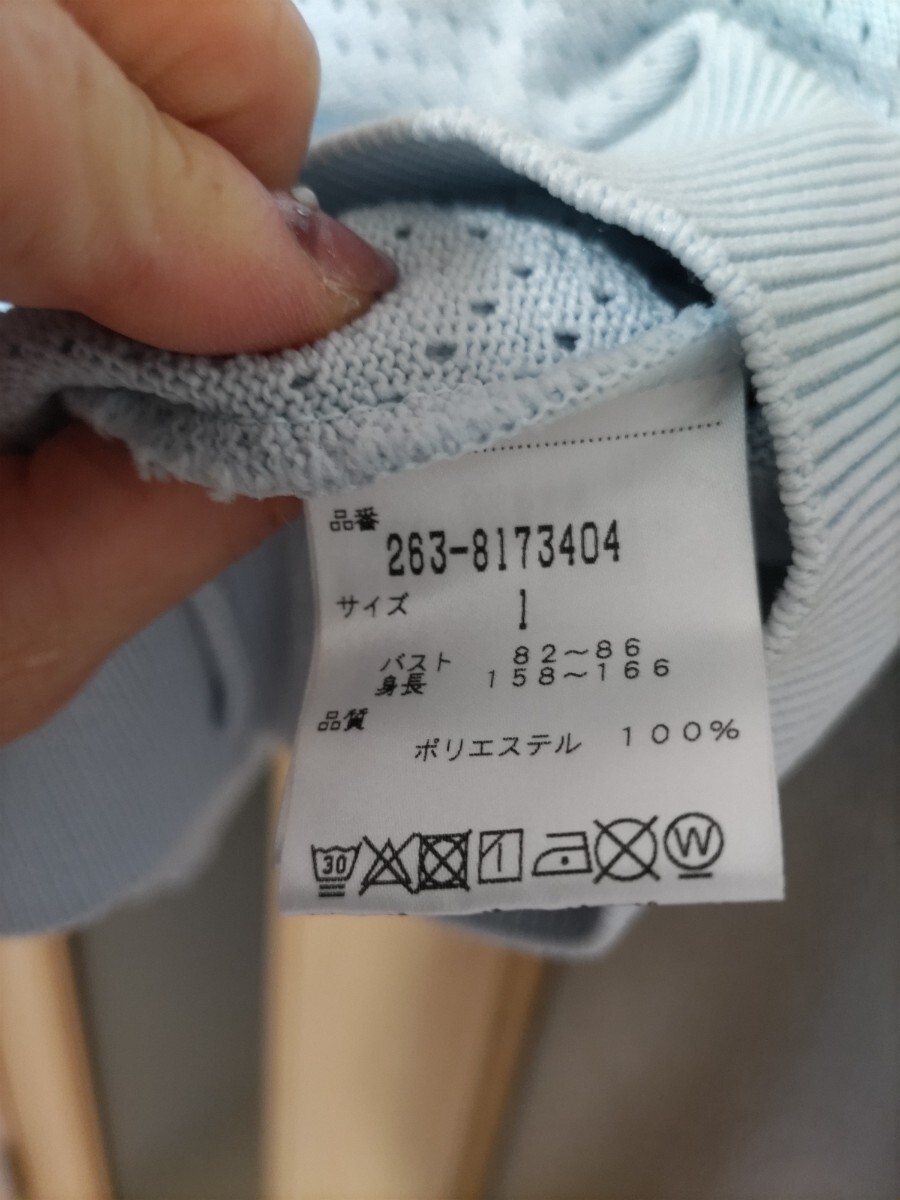 品番
263-8173404
サイズ 1
バスト 82～86
身長 158～166
品質
ポリエステル 100%
30 W